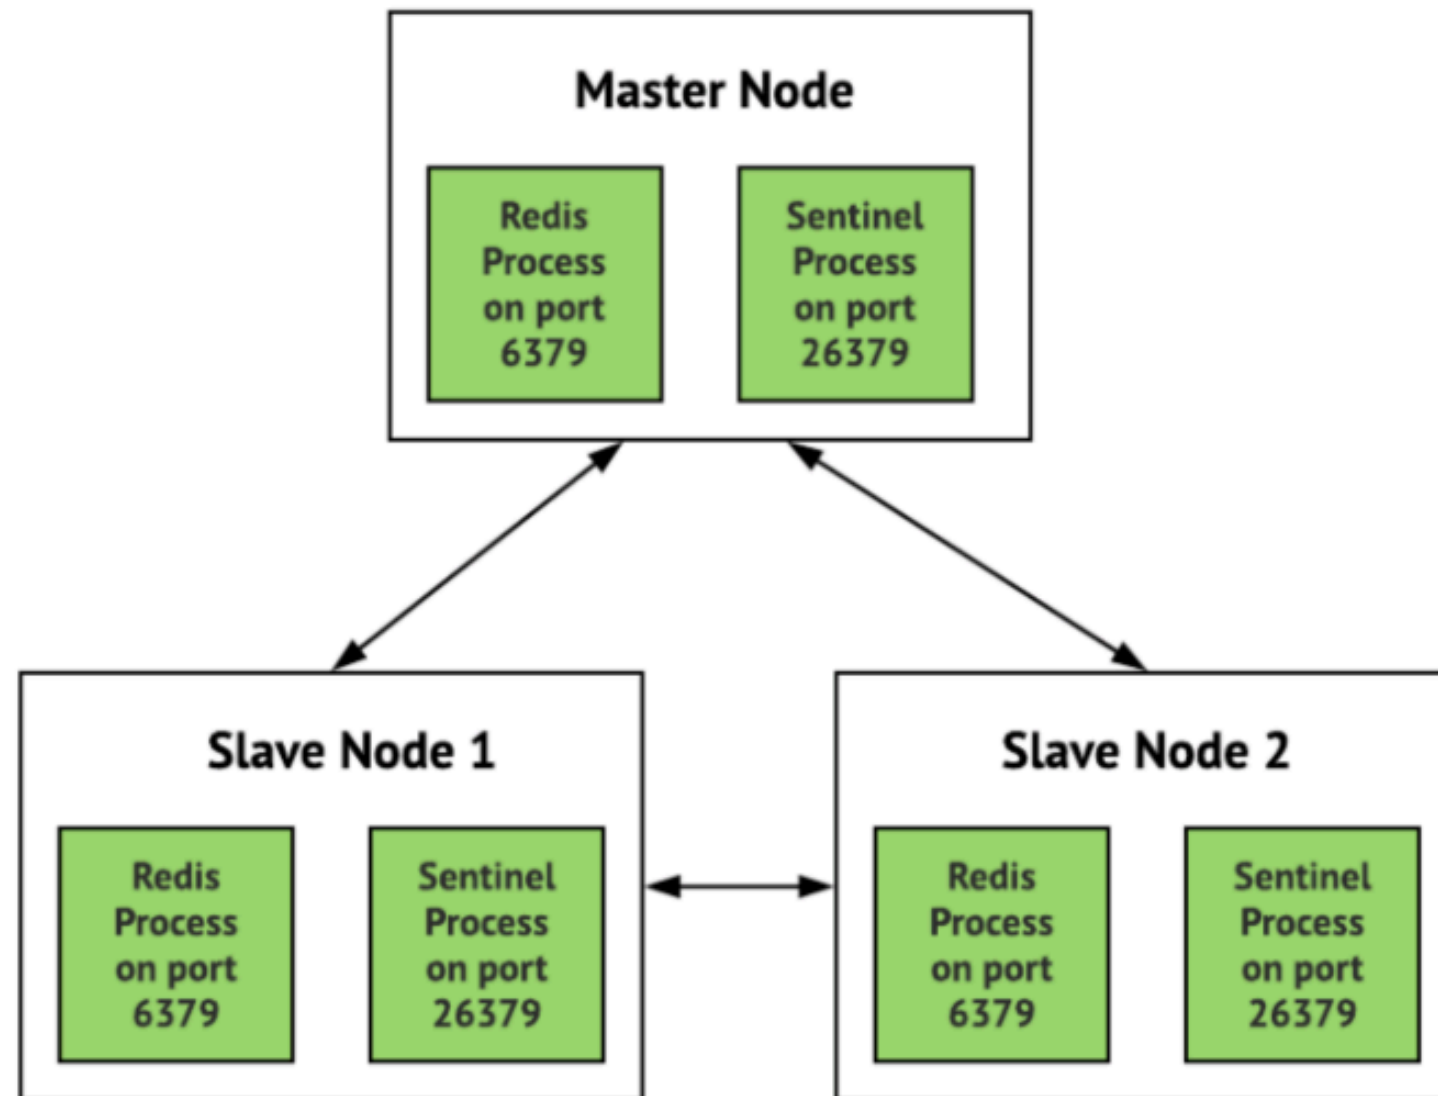 Master Node
Redis
Process
on port
6379
Sentinel
Process
on port
26379
Slave Node 1
Redis
Process
on port
6379
Sentinel
Process
on port
26379
Slave Node 2
Redis
Process
on port
6379
Sentinel
Process
on port
26379